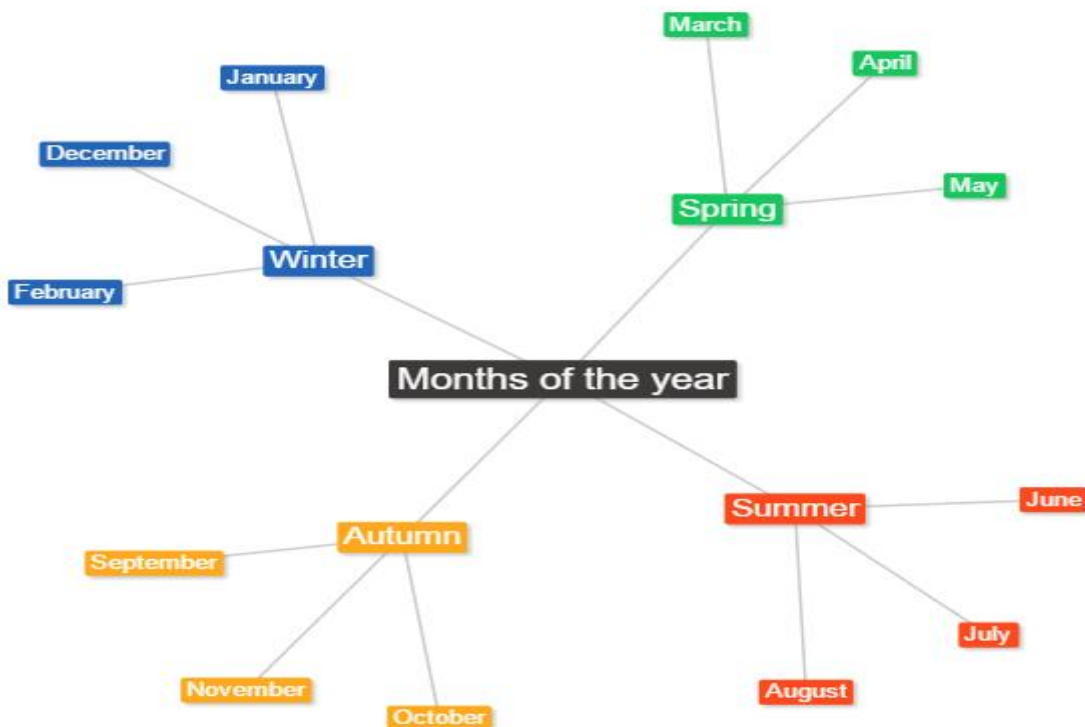 March
April
January
December
May
Spring
Winter
February
Months of the year
June
Summer
Autumn
September
July
November
August
October